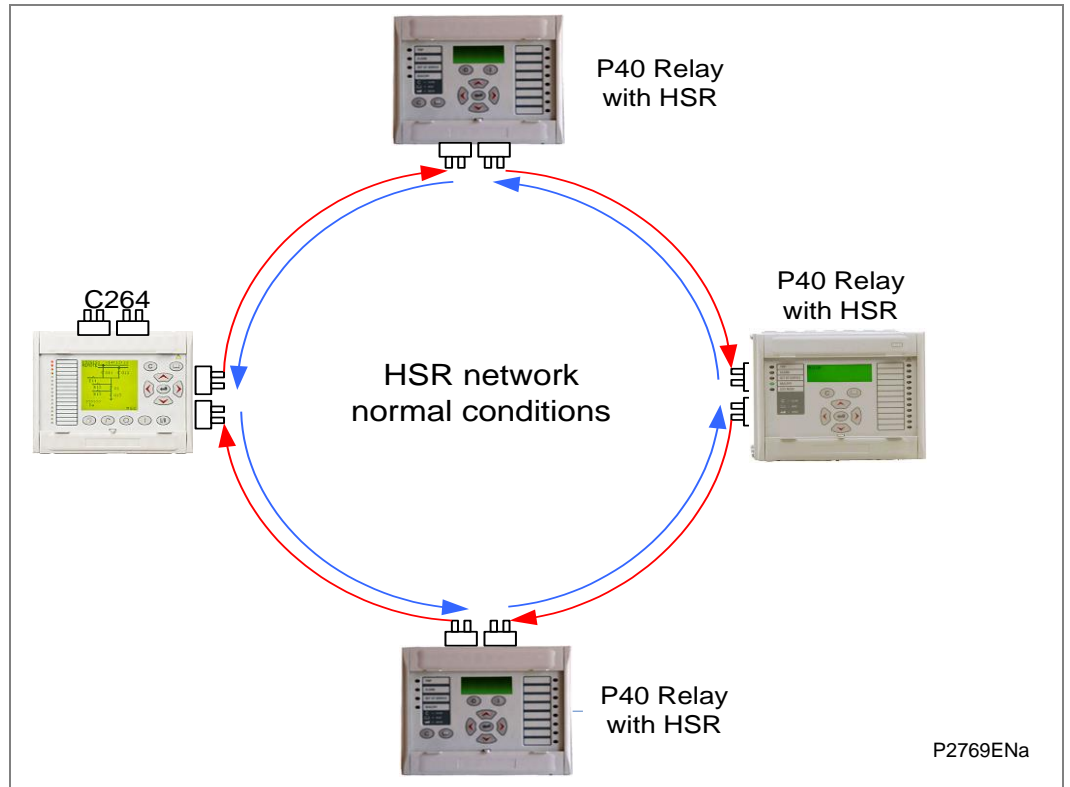 P40 Relay
with HSR
C264
P40 Relay
with HSR
HSR network
normal conditions
P40 Relay
with HSR
P2769ENa